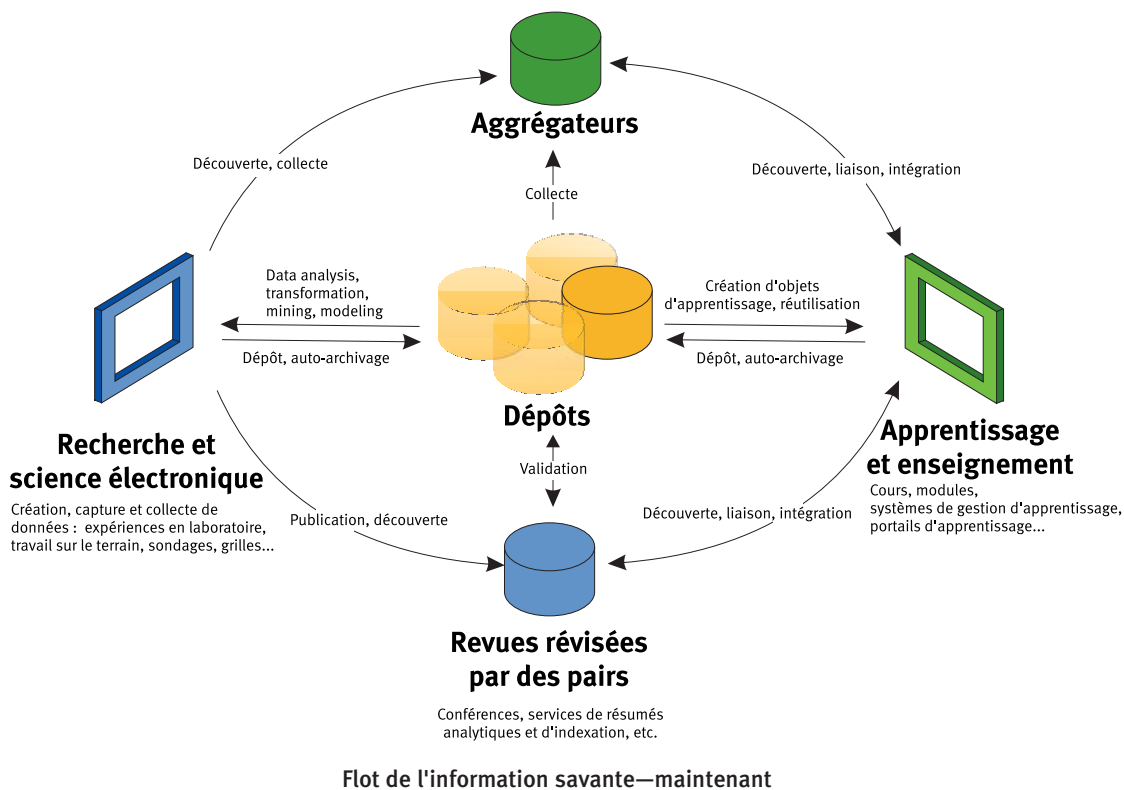 Aggrégateurs
Découverte, collecte
Découverte, liaison, intégration
Collecte
Data analysis,
transformation,
mining, modeling
Création d'objets
d'apprentissage, réutilisation
Dépôt, auto-archivage
Dépôt, auto-archivage
Dépôts
Recherche et
science électronique
Création, capture et collecte de
données : expériences en laboratoire,
travail sur le terrain, sondages, grilles...
Apprentissage
et enseignement
Cours, modules,
systèmes de gestion d'apprentissage,
portails d'apprentissage...
Validation
Publication, découverte
Découverte, liaison, intégration
Revues révisées
par des pairs
Conférences, services de résumés
analytiques et d'indexation, etc.
Flot de l'information savante—maintenant